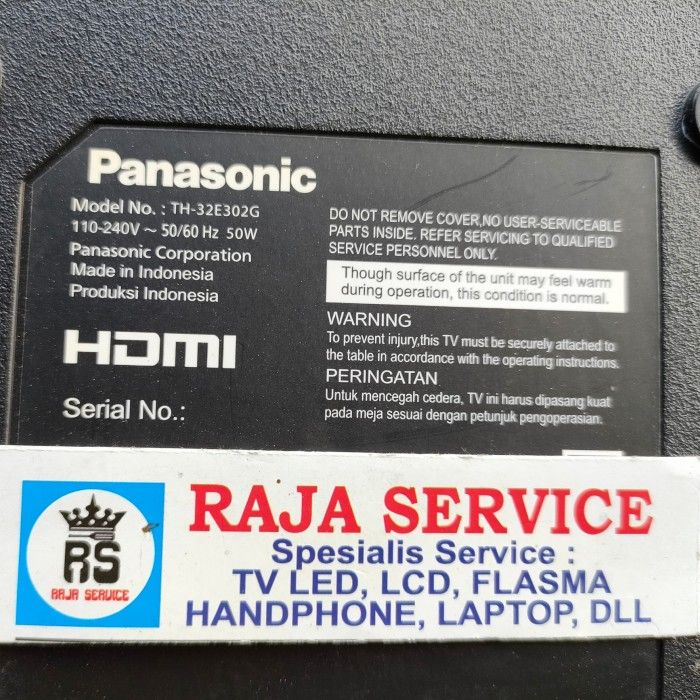 Panasonic
Model No. : TH-32E302G
110-240V ~ 50/60 Hz 50W
Panasonic Corporation
Made in Indonesia
Produksi Indonesia
HDMI
Serial No.:
DO NOT REMOVE COVER,NO USER-SERVICEABLE
PARTS INSIDE. REFER SERVICING TO QUALIFIED
SERVICE PERSONNEL ONLY.
Though surface of the unit may feel warm
during operation, this condition is normal.
WARNING
To prevent injury,this TV must be securely attached to
the table in accordance with the operating instructions.
PERINGATAN
Untuk mencegah cedera, TV ini harus dipasang kuat
pada meja sesuai dengan petunjuk pengoperasian.
RS
RAJA SERVICE
RAJA SERVICE
Spesialis Service :
TV LED, LCD, FLASMA
HANDPHONE, LAPTOP, DLL